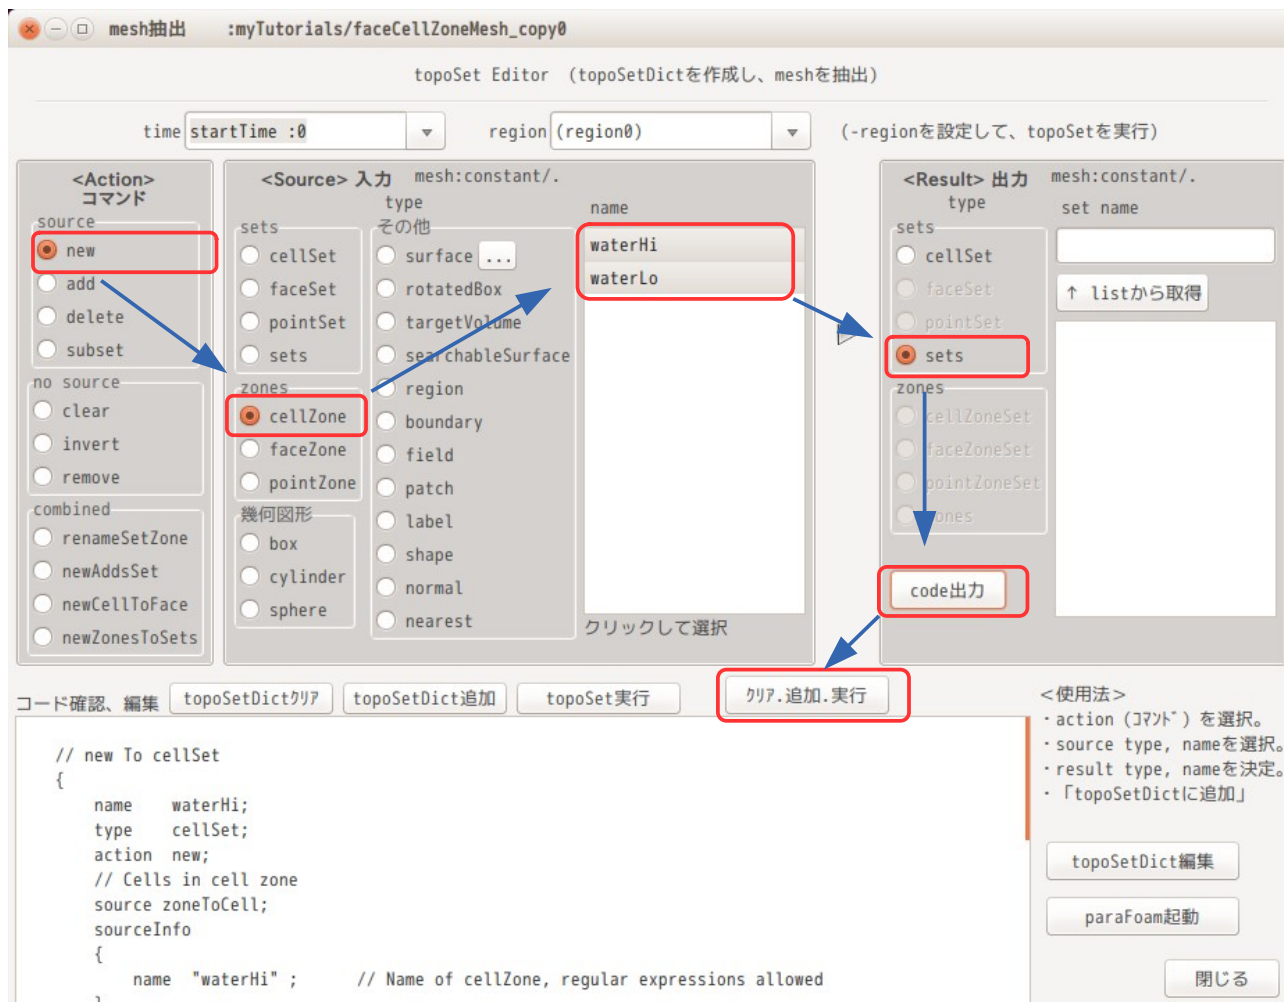 mesh抽出 :myTutorials/faceCellZoneMesh_copy0
topoSet Editor (topoSetDictを作成し、meshを抽出)
time startTime :0 region (region0) (-regionを設定して、topoSetを実行)
<Action>
コマンド
source
new
add
delete
subset
no source
clear
invert
remove
combined
renameSetZone
newAddsSet
newCellToFace
newZonesToSets
<Source> 入力 mesh:constant/.
type
sets
cellSet
faceSet
pointSet
sets
zones
cellZone
faceZone
pointZone
幾何図形
box
cylinder
sphere
その他
surface ...
rotatedBox
targetVolume
searchableSurface
region
boundary
field
patch
label
shape
normal
nearest
name
waterHi
waterLo
クリックして選択
<Result> 出力 mesh:constant/.
type
sets
cellSet
faceSet
pointSet
sets
zones
cellZoneSet
faceZoneSet
pointZoneSet
zones
code出力
set name
↑ listから取得
コード確認、編集 topoSetDictクリア topoSetDict追加 topoSet実行 クリア.追加.実行
// new To cellSet
{
name waterHi;
type cellSet;
action new;
// Cells in cell zone
source zoneToCell;
sourceInfo
{
name "waterHi" ; // Name of cellZone, regular expressions allowed
}
<使用法>
・action (コマンド) を選択。
・source type, nameを選択。
・result type, nameを決定。
・「topoSetDictに追加」
topoSetDict編集
paraFoam起動
閉じる